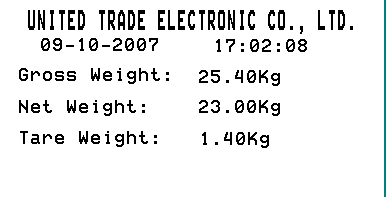 UNITED TRADE ELECTRONIC CO., LTD.
09-10-2007 17:02:08
Gross Weight: 25.40Kg
Net Weight: 23.00Kg
Tare Weight: 1.40Kg